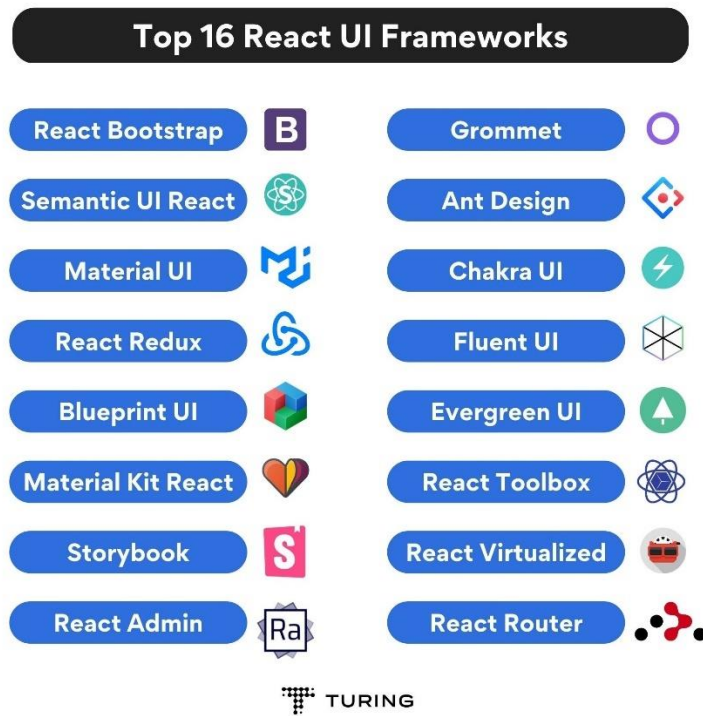 Top 16 React UI Frameworks
React Bootstrap
B
Semantic UI React
S
Material UI
React Redux
Blueprint UI
Material Kit React
Storybook
S
React Admin
Ra
Grommet
Ant Design
Chakra UI
Fluent UI
Evergreen UI
React Toolbox
React Virtualized
React Router
TURING